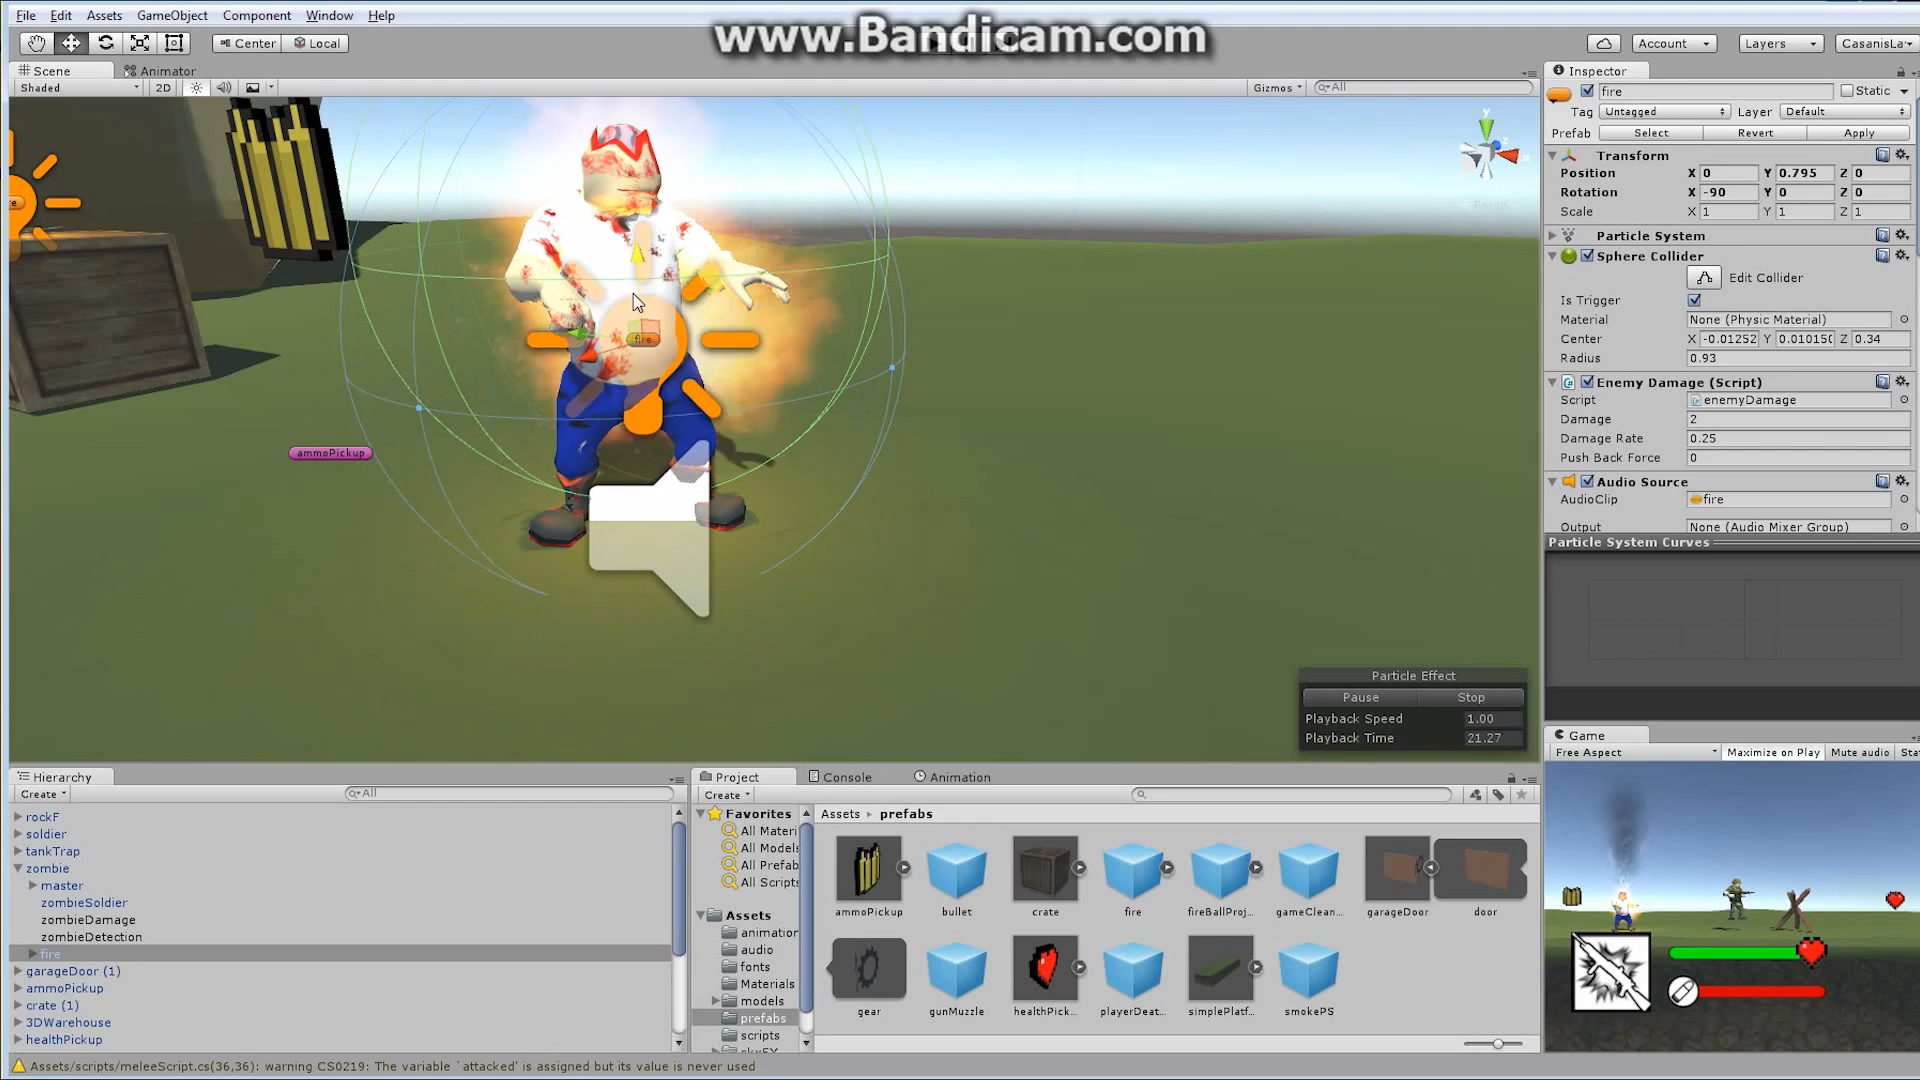 File Edit Assets GameObject Component Window Help
www.Bandicam.com
Center Local
Account Layers CasanisLa
Scene Animator
Shaded 2D Gizmos All
Inspector
fire Static
Tag Untagged Layer Default
Prefab Select Revert Apply
Transform
Position X 0 Y 0.795 Z 0
Rotation X -90 Y 0 Z 0
Scale X 1 Y 1 Z 1
Particle System
Sphere Collider
Edit Collider
Is Trigger
Material None (Physic Material)
Center X -0.01252 Y 0.01015( Z 0.34
Radius 0.93
Enemy Damage (Script)
Script enemyDamage
Damage 2
Damage Rate 0.25
Push Back Force 0
Audio Source
AudioClip fire
Output None (Audio Mixer Group)
Particle System Curves
fire
ammoPickup
Particle Effect
Pause Stop
Playback Speed 1.00
Playback Time 21.27
Game
Free Aspect Maximize on Play Mute audio Sta
Hierarchy
Create All
rockF
soldier
tankTrap
zombie
master
zombieSoldier
zombieDamage
zombieDetection
fire
garageDoor (1)
ammoPickup
crate (1)
3DWarehouse
healthPickup
Project Console Animation
Create
Favorites
All Materi
All Models
All Prefab
All Scripts
Assets
animation
audio
fonts
Materials
models
prefabs
scripts
Assets prefabs
ammoPickup bullet crate fire fireBallProj... gameClean... garageDoor door
gear gunMuzzle healthPick... playerDeat... simplePlatf... smokePS
Assets/scripts/meleeScript.cs(36,36): warning CS0219: The variable `attacked' is assigned but its value is never used